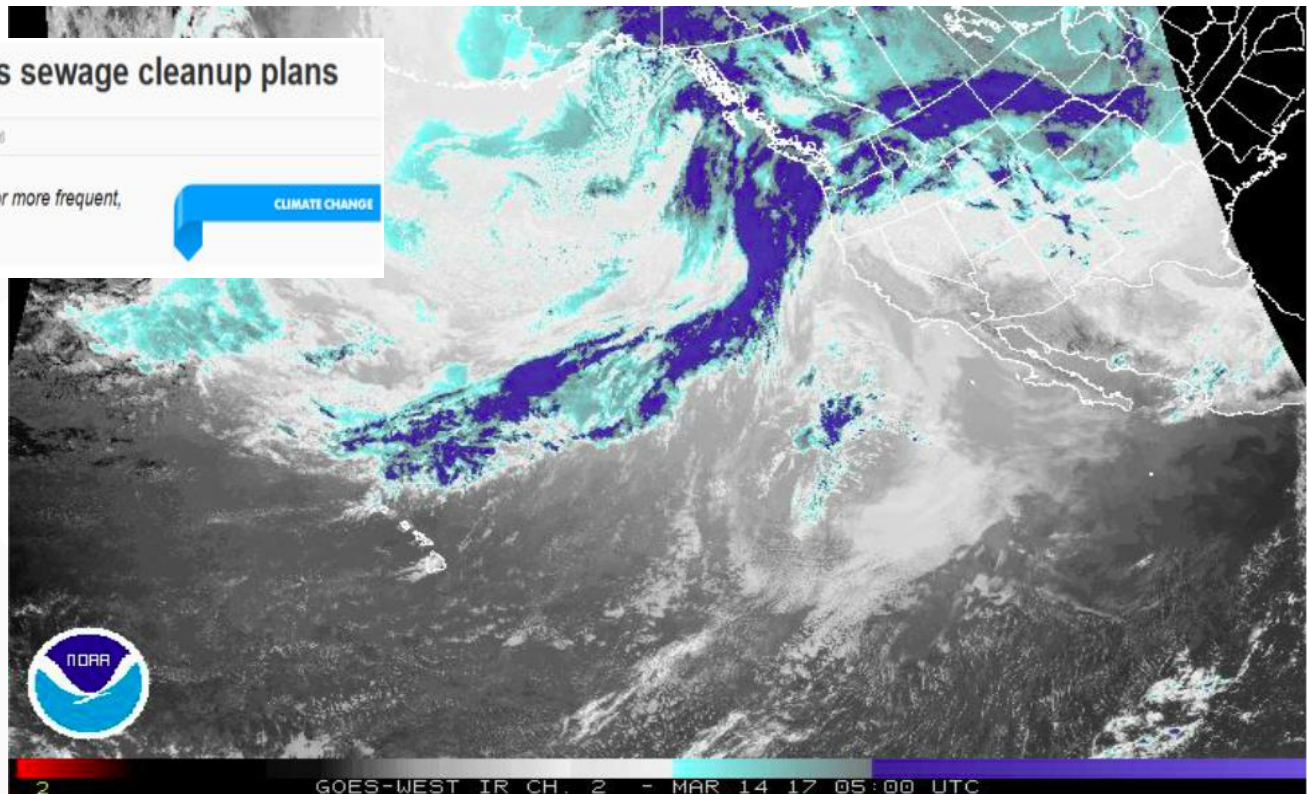 s sewage cleanup plans
or more frequent,
CLIMATE CHANGE
NOAA
2
GOES-WEST IR CH. 2 - MAR 14 17 05:00 UTC